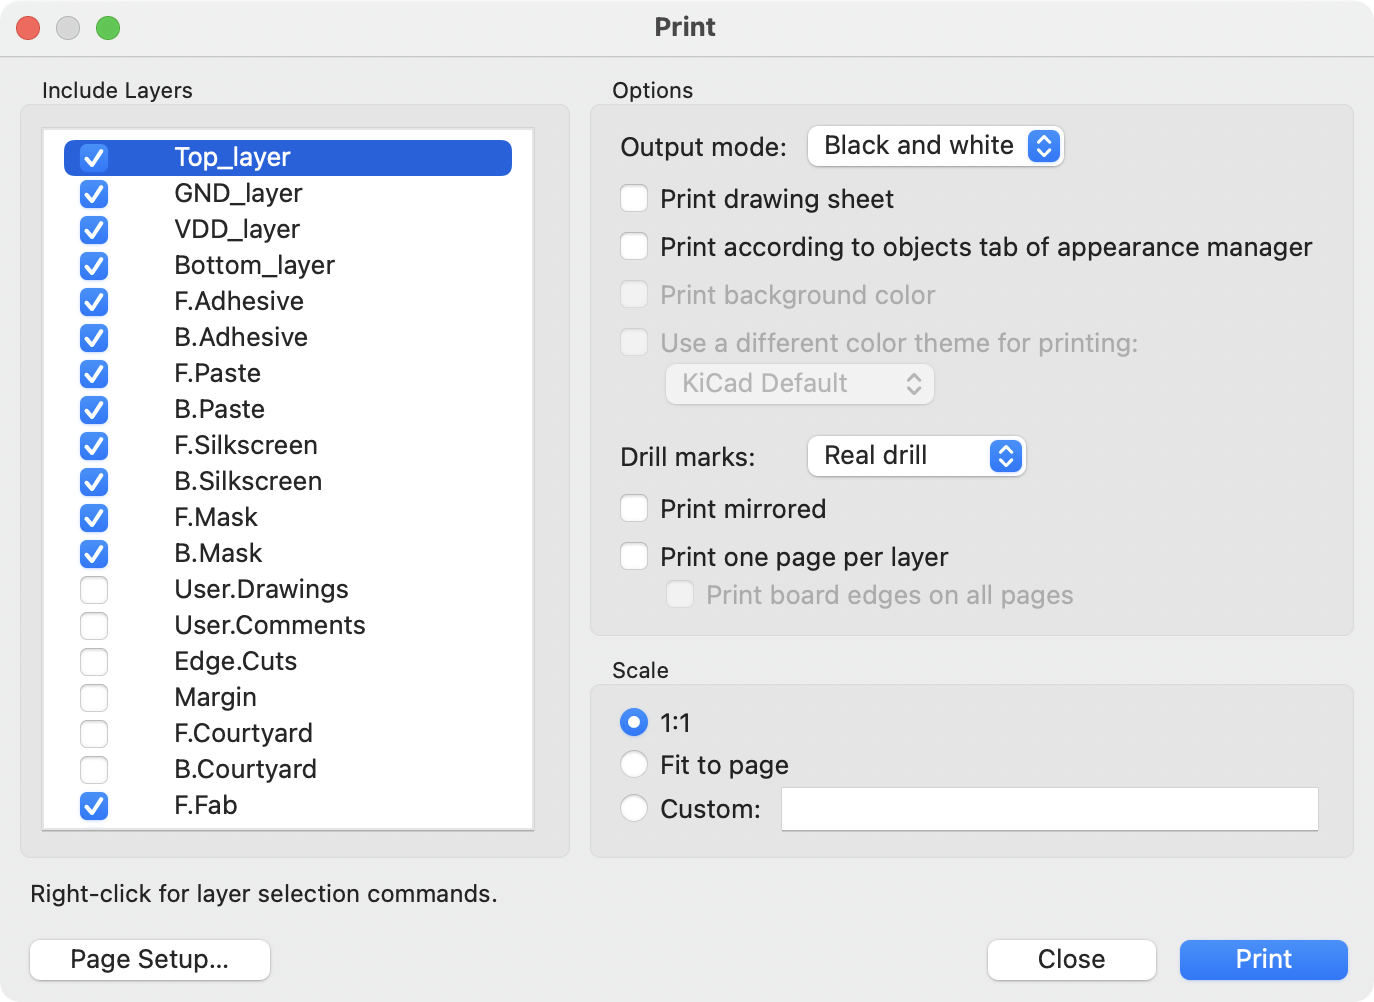 Print
Include Layers
Top_layer
GND_layer
VDD_layer
Bottom_layer
F.Adhesive
B.Adhesive
F.Paste
B.Paste
F.Silkscreen
B.Silkscreen
F.Mask
B.Mask
User.Drawings
User.Comments
Edge.Cuts
Margin
F.Courtyard
B.Courtyard
F.Fab
Right-click for layer selection commands.
Options
Output mode: Black and white
Print drawing sheet
Print according to objects tab of appearance manager
Print background color
Use a different color theme for printing:
KiCad Default
Drill marks: Real drill
Print mirrored
Print one page per layer
Print board edges on all pages
Scale
1:1
Fit to page
Custom:
Page Setup...
Close
Print